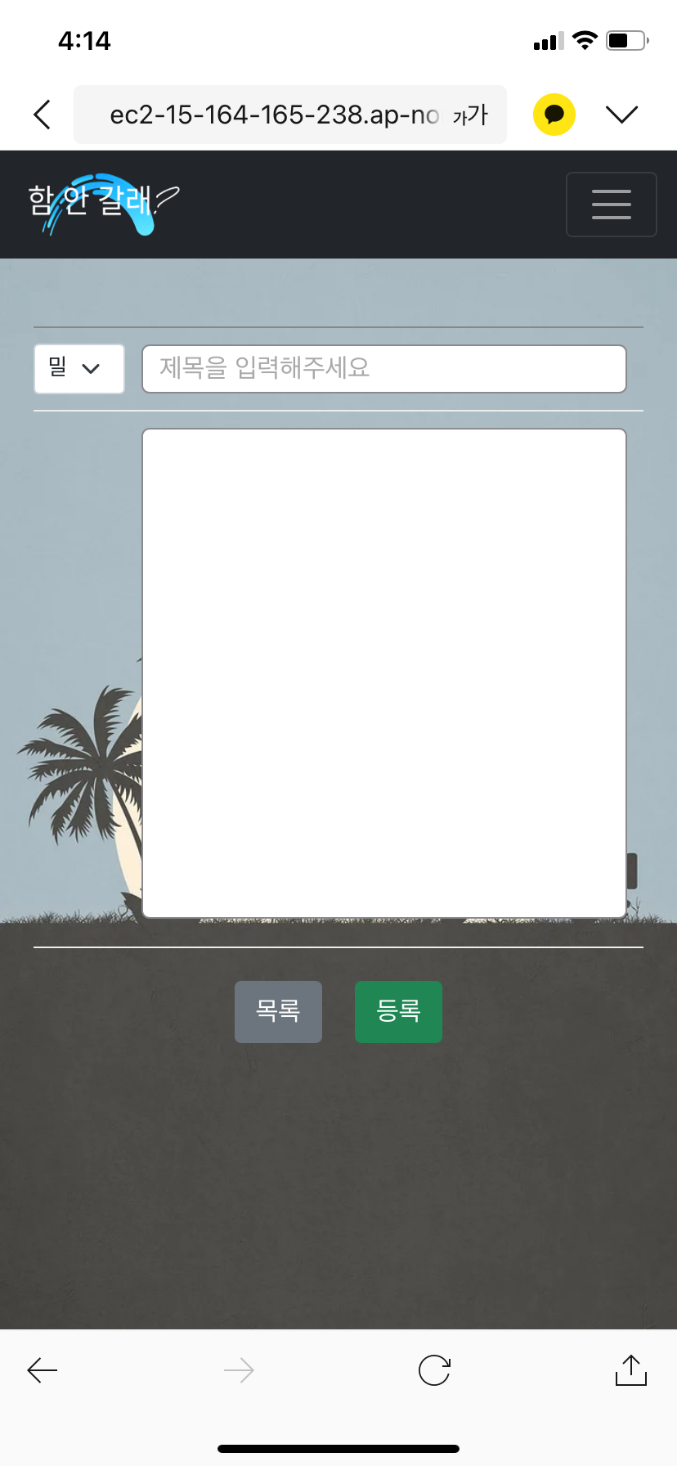 4:14
ec2-15-164-165-238.ap-no 가가
함 안 갈래?
밀 제목을 입력해주세요
목록 등록